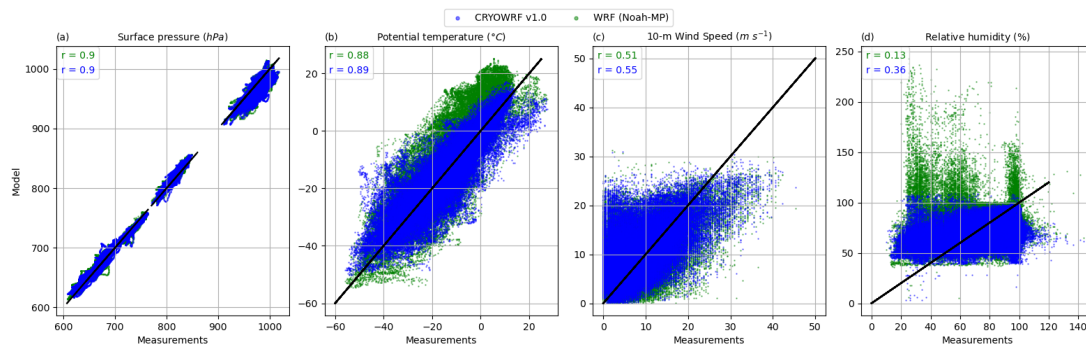 CRYOWRF v1.0 WRF (Noah-MP)
(a) Surface pressure (hPa)
r = 0.9
r = 0.9
1000
900
800
700
600
Model
600 700 800 900 1000
Measurements
(b) Potential temperature (°C)
r = 0.88
r = 0.89
20
0
−20
−40
−60
−60 −40 −20 0 20
Measurements
(c) 10-m Wind Speed (m s⁻¹)
r = 0.51
r = 0.55
50
40
30
20
10
0
0 10 20 30 40 50
Measurements
(d) Relative humidity (%)
r = 0.13
r = 0.36
250
200
150
100
50
0
0 20 40 60 80 100 120 140
Measurements